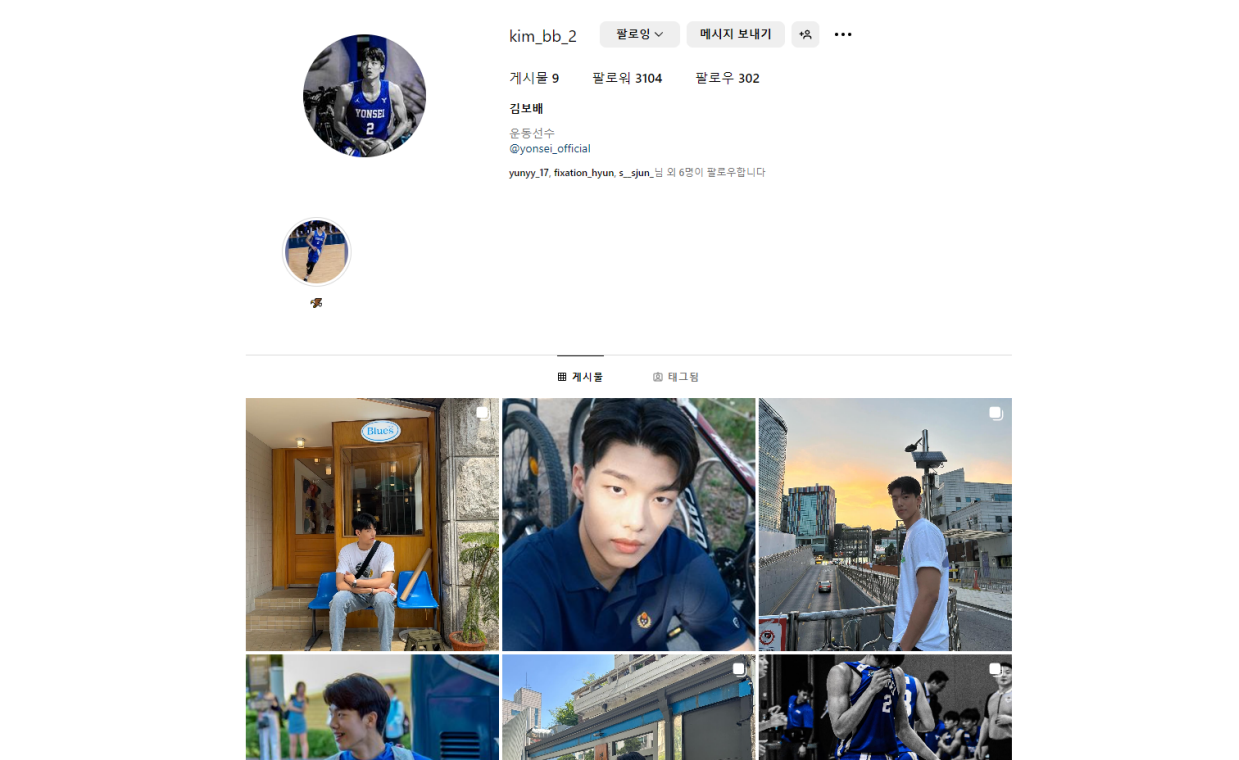 kim_bb_2 팔로잉 메시지 보내기
게시물 9 팔로워 3104 팔로우 302
김보배
운동선수
@yonsei_official
yunyy_17, fixation_hyun, s__sjun_님 외 6명이 팔로우합니다
YONSEI
2
게시물 태그됨
Blues
2